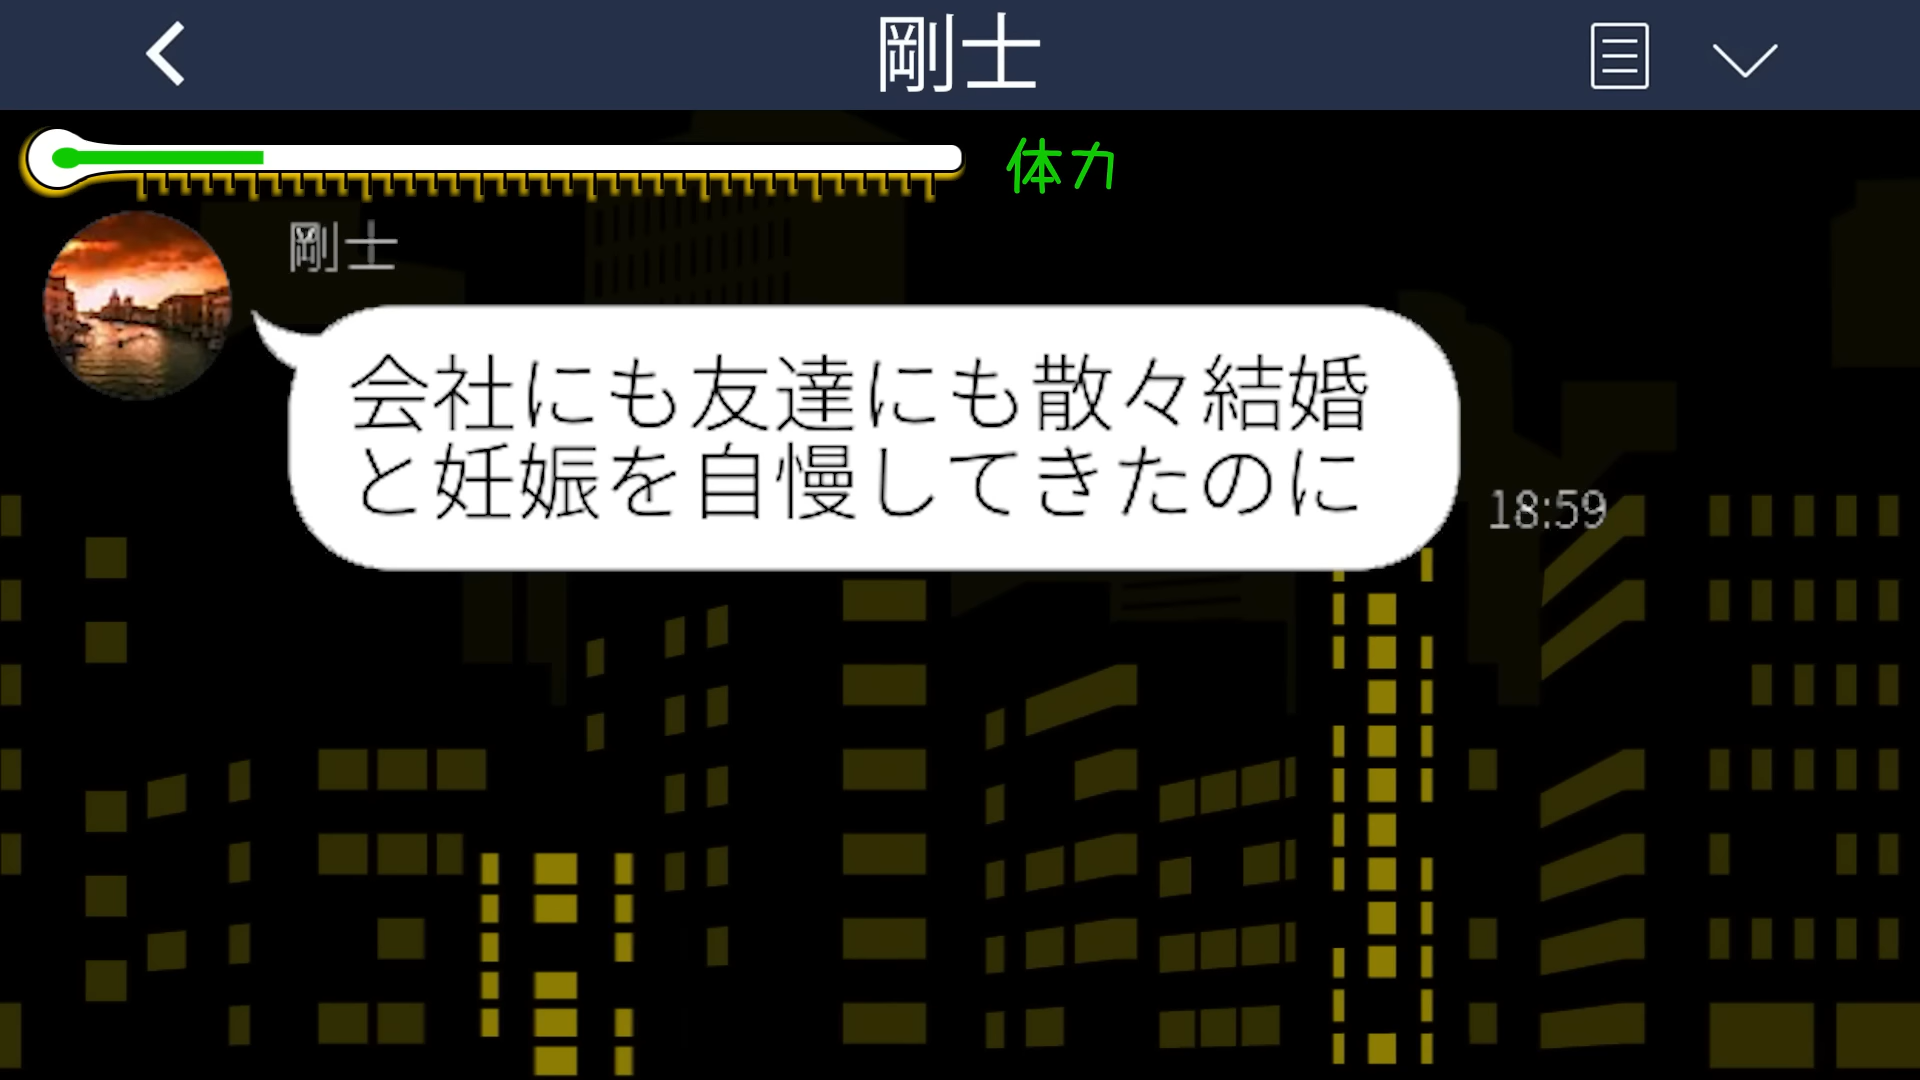 剛士
体力
剛士
会社にも友達にも散々結婚
と妊娠を自慢してきたのに
18:59